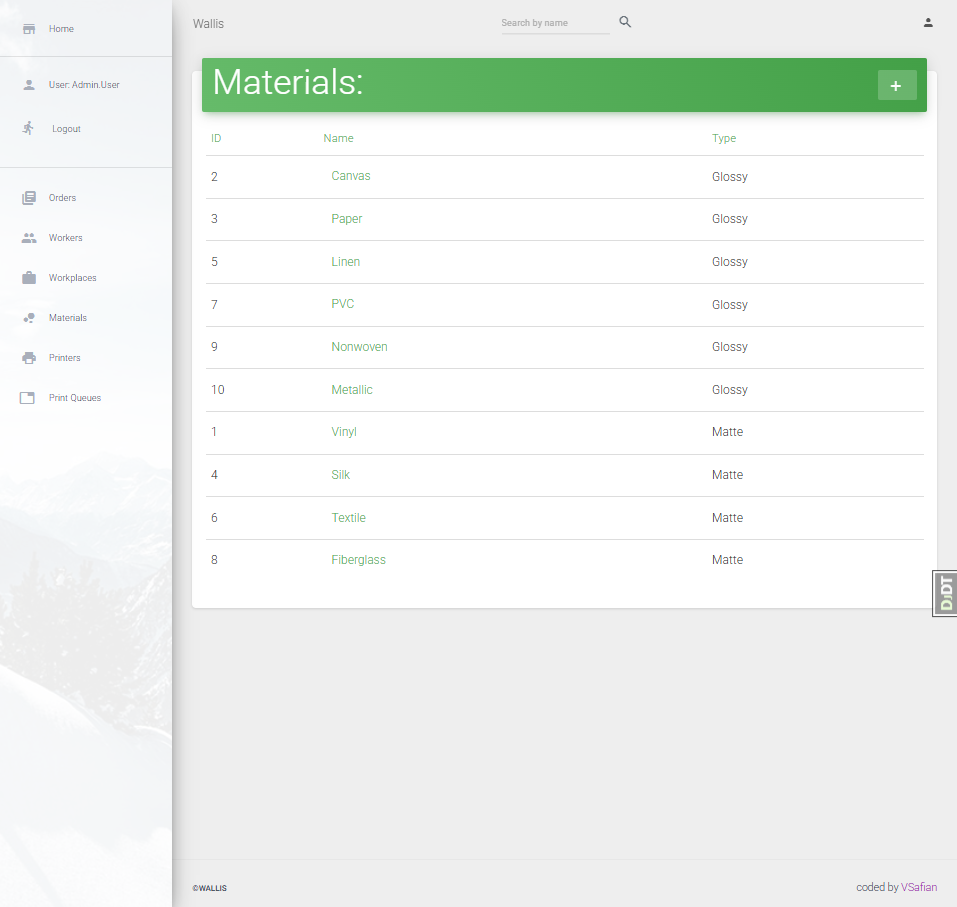 Home
User: Admin.User
Logout
Orders
Workers
Workplaces
Materials
Printers
Print Queues
Wallis
Search by name
Materials:
+
ID Name Type
2 Canvas Glossy
3 Paper Glossy
5 Linen Glossy
7 PVC Glossy
9 Nonwoven Glossy
10 Metallic Glossy
1 Vinyl Matte
4 Silk Matte
6 Textile Matte
8 Fiberglass Matte
DJDT
©WALLIS
coded by VSafian